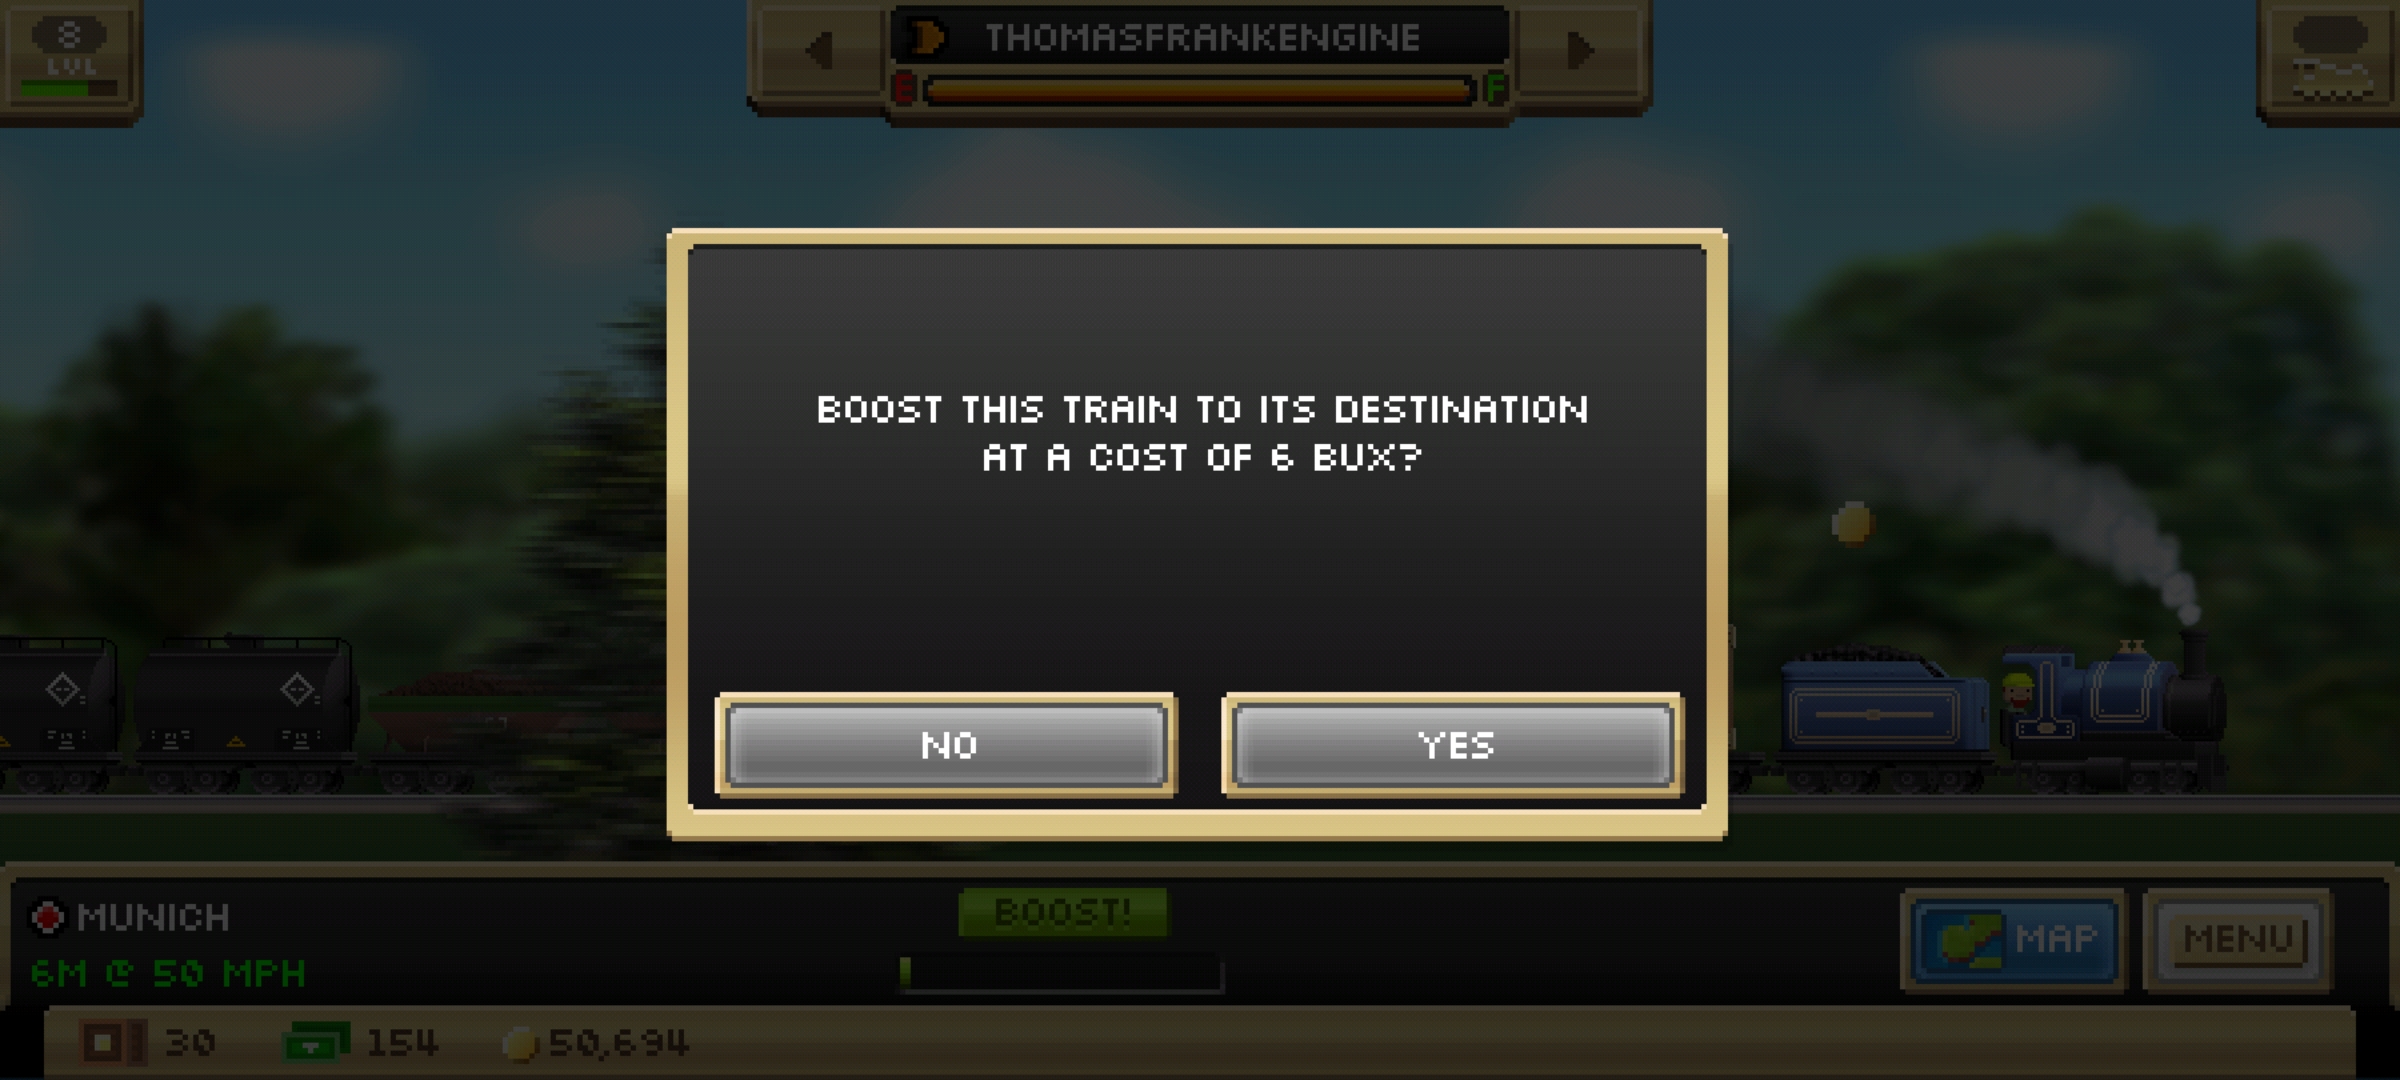 8
LVL
THOMASFRANKENGINE
E
F
BOOST THIS TRAIN TO ITS DESTINATION
AT A COST OF 6 BUX?
NO
YES
MUNICH
6M @ 50 MPH
BOOST!
MAP
MENU
30
154
50,694